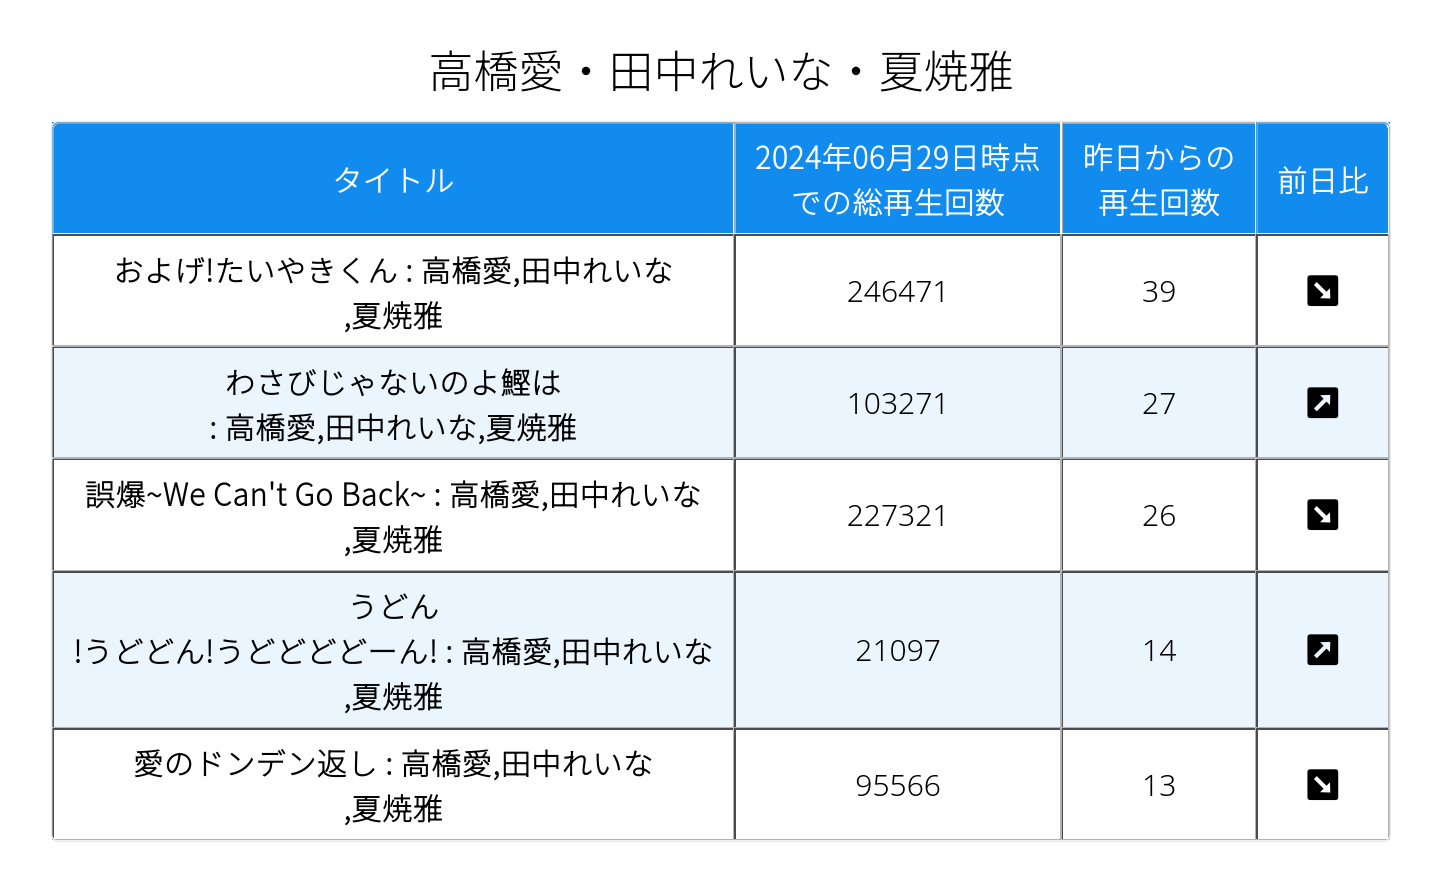 高橋愛・田中れいな・夏焼雅
タイトル
2024年06月29日時点
での総再生回数
昨日からの
再生回数
前日比
およげ!たいやきくん : 高橋愛,田中れいな
,夏焼雅
246471
39
わさびじゃないのよ鰹は
: 高橋愛,田中れいな,夏焼雅
103271
27
誤爆~We Can't Go Back~ : 高橋愛,田中れいな
,夏焼雅
227321
26
うどん
!うどどん!うどどどどーん! : 高橋愛,田中れいな
,夏焼雅
21097
14
愛のドンデン返し : 高橋愛,田中れいな
,夏焼雅
95566
13